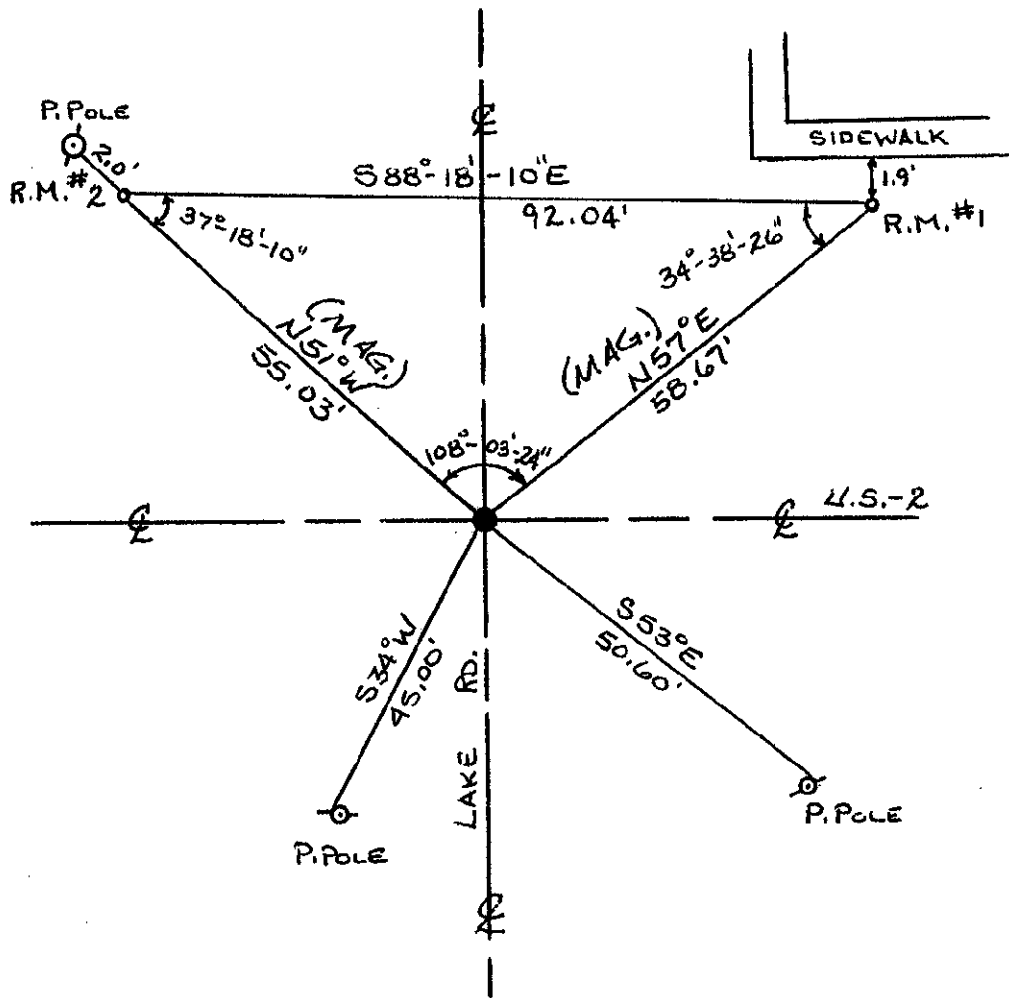 P. POLE
2.0'
R.M. #2
37°-18'-10"
S88°-18'-10"E
92.04'
SIDEWALK
1.9'
R.M. #1
34°-38'-26"
(MAG.)
N51°W
55.03'
(MAG.)
N57°E
58.67'
108°-03'-24"
℄
℄
℄
U.S.-2
S34°W
45.00'
LAKE RD.
S53°E
50.60'
P. POLE
P. POLE
℄